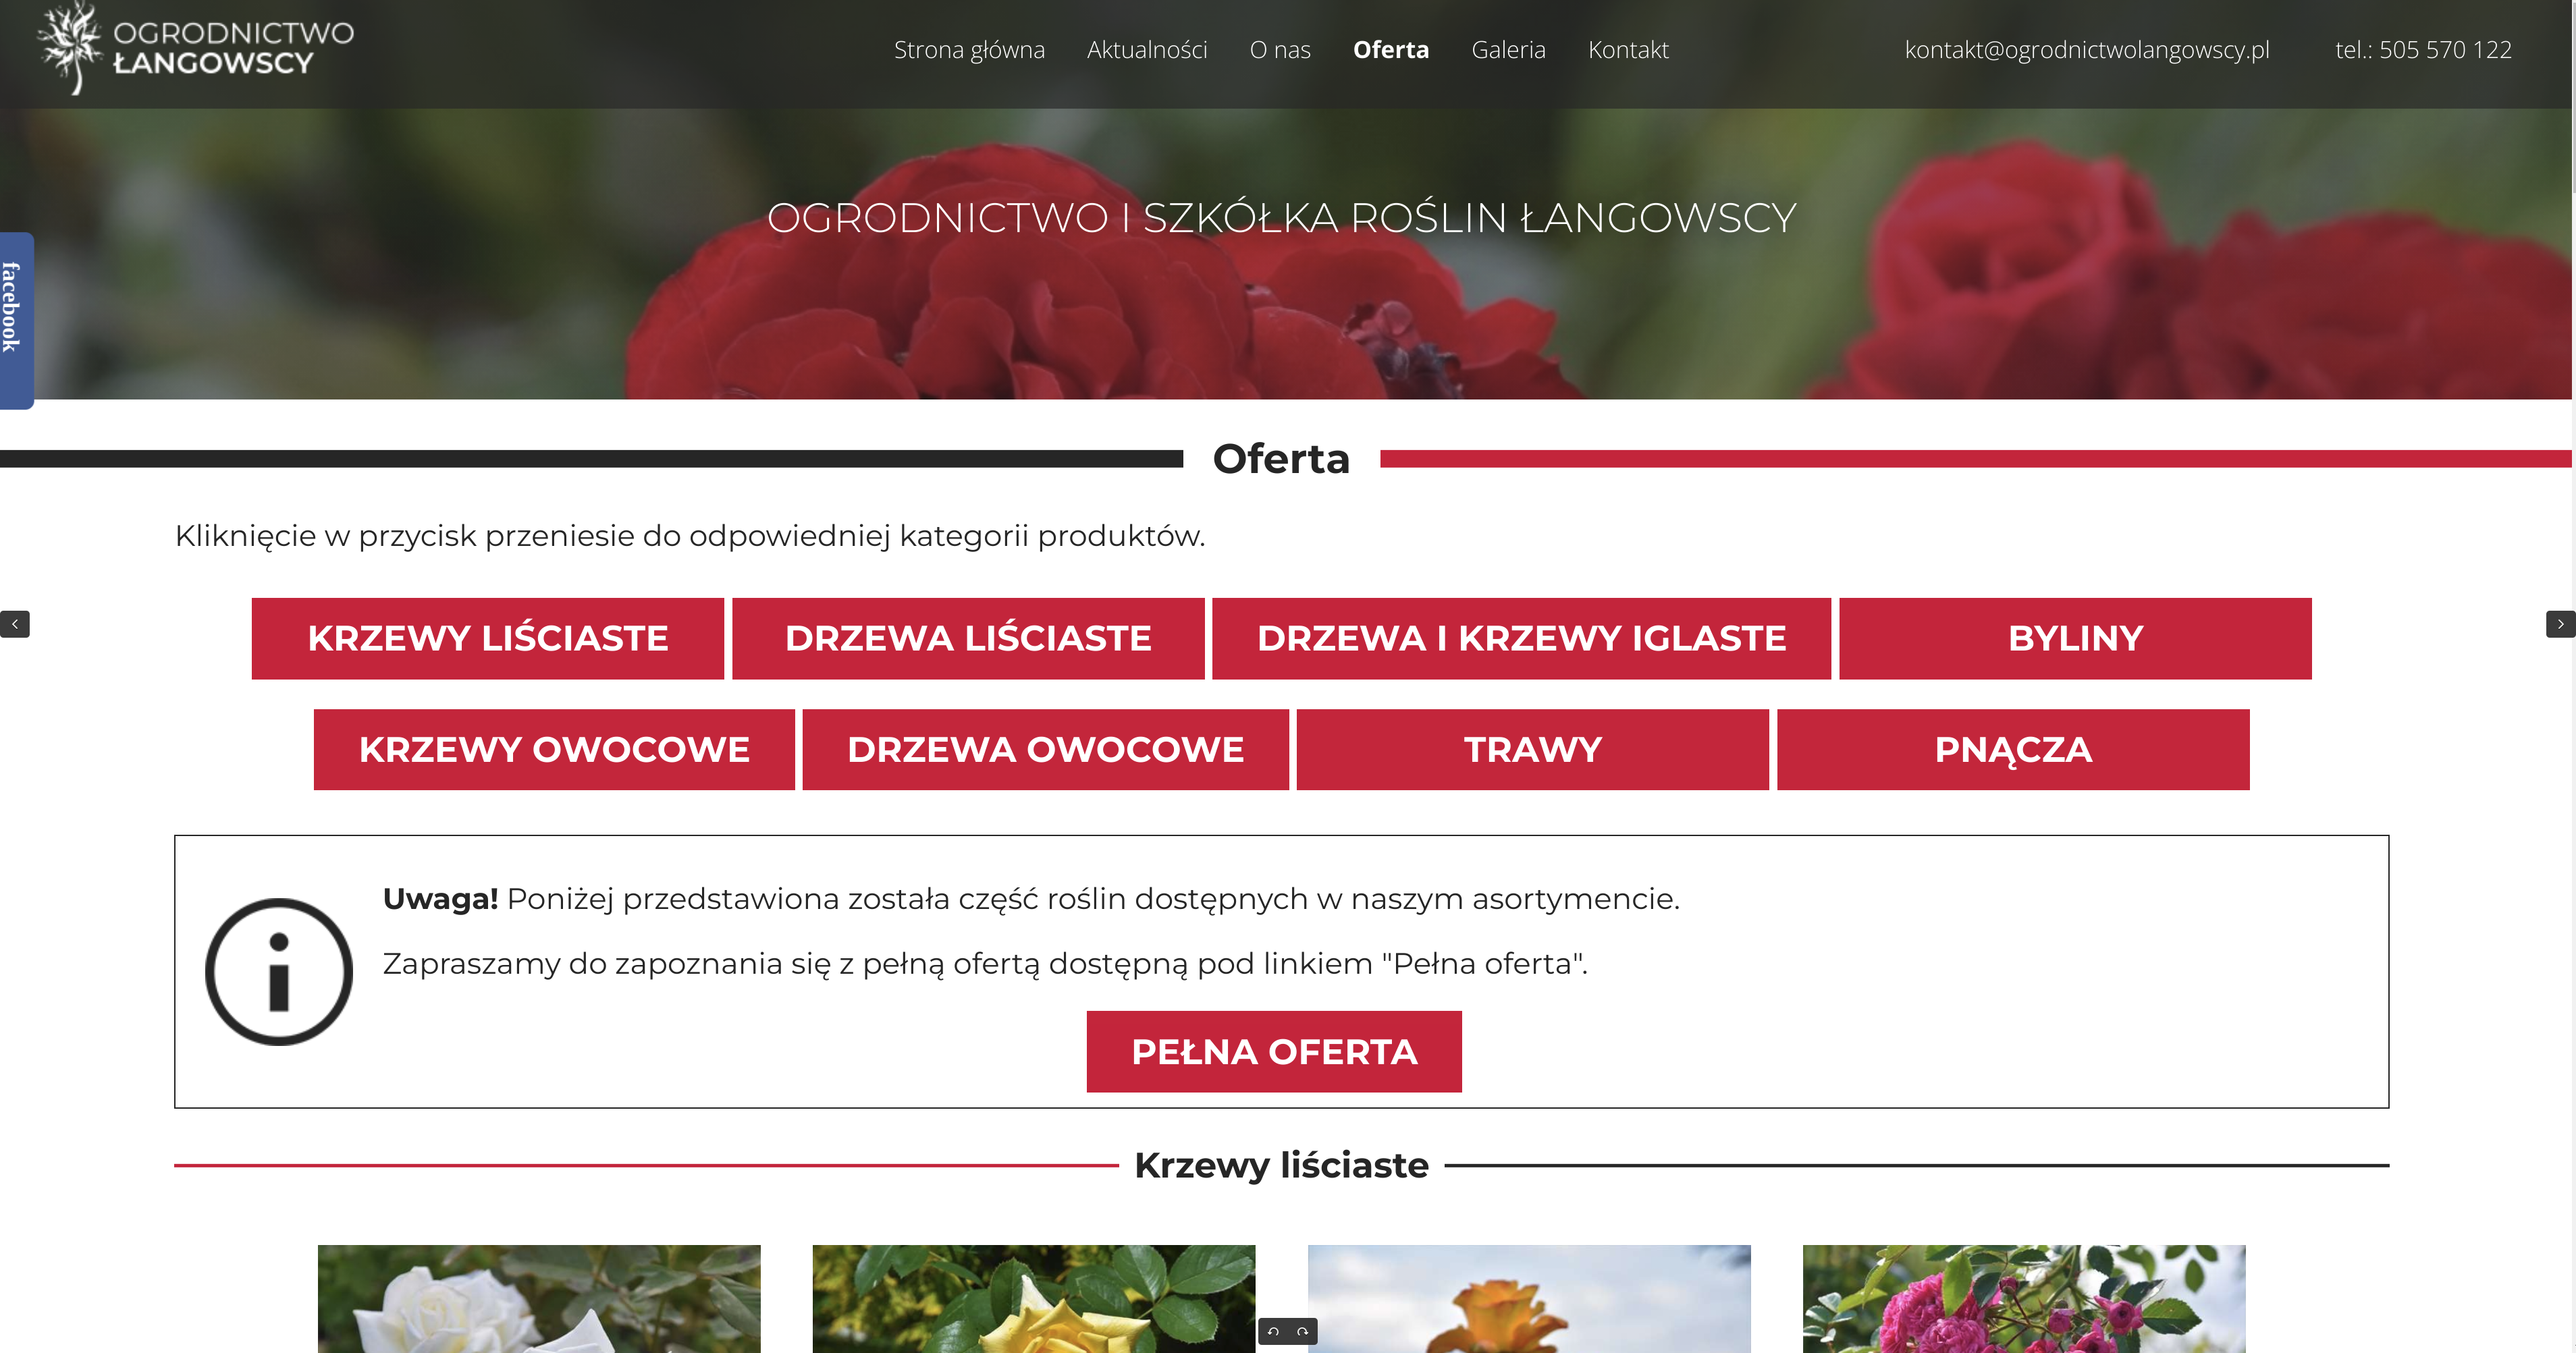 OGRODNICTWO
ŁANGOWSCY
Strona główna Aktualności O nas Oferta Galeria Kontakt kontakt@ogrodnictwolangowscy.pl tel.: 505 570 122
OGRODNICTWO I SZKÓŁKA ROŚLIN ŁANGOWSCY
facebook
Oferta
Kliknięcie w przycisk przeniesie do odpowiedniej kategorii produktów.
KRZEWY LIŚCIASTE DRZEWA LIŚCIASTE DRZEWA I KRZEWY IGLASTE BYLINY
KRZEWY OWOCOWE DRZEWA OWOCOWE TRAWY PNĄCZA
Uwaga! Poniżej przedstawiona została część roślin dostępnych w naszym asortymencie.
Zapraszamy do zapoznania się z pełną ofertą dostępną pod linkiem "Pełna oferta".
PEŁNA OFERTA
Krzewy liściaste